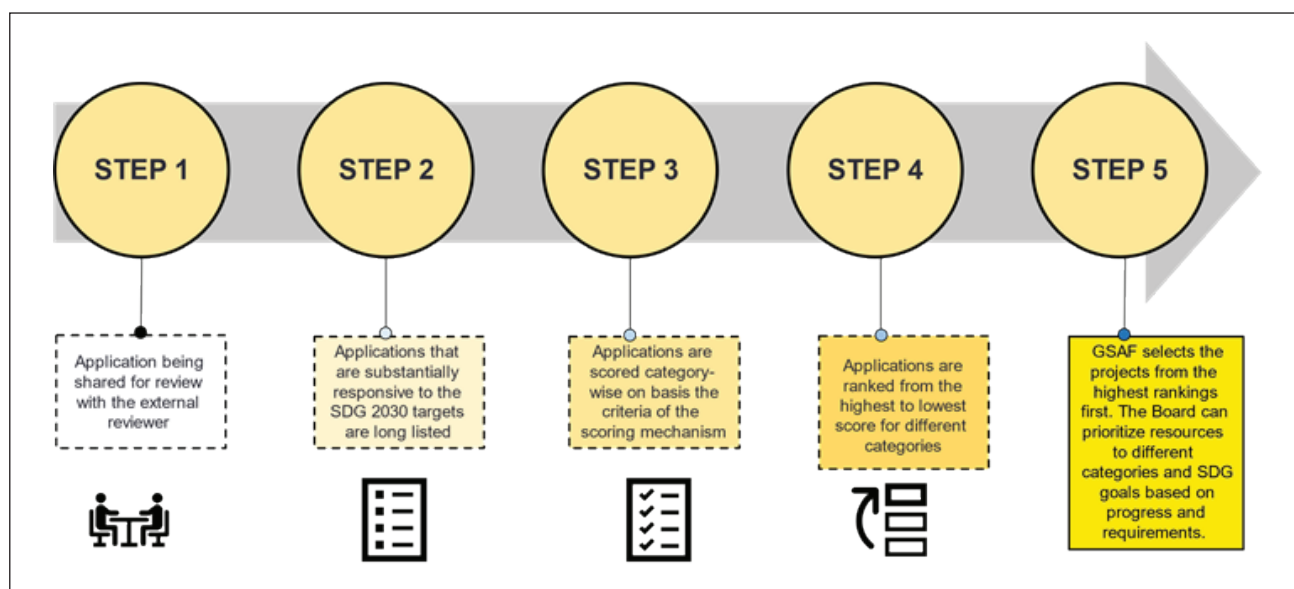 STEP 1
STEP 2
STEP 3
STEP 4
STEP 5
Application being
shared for review
with the external
reviewer
Applications that
are substantially
responsive to the
SDG 2030 targets
are long listed
Applications are
scored category-
wise on basis the
criteria of the
scoring mechanism
Applications are
ranked from the
highest to lowest
score for different
categories
GSAF selects the
projects from the
highest rankings
first. The Board can
prioritize resources
to different
categories and SDG
goals based on
progress and
requirements.